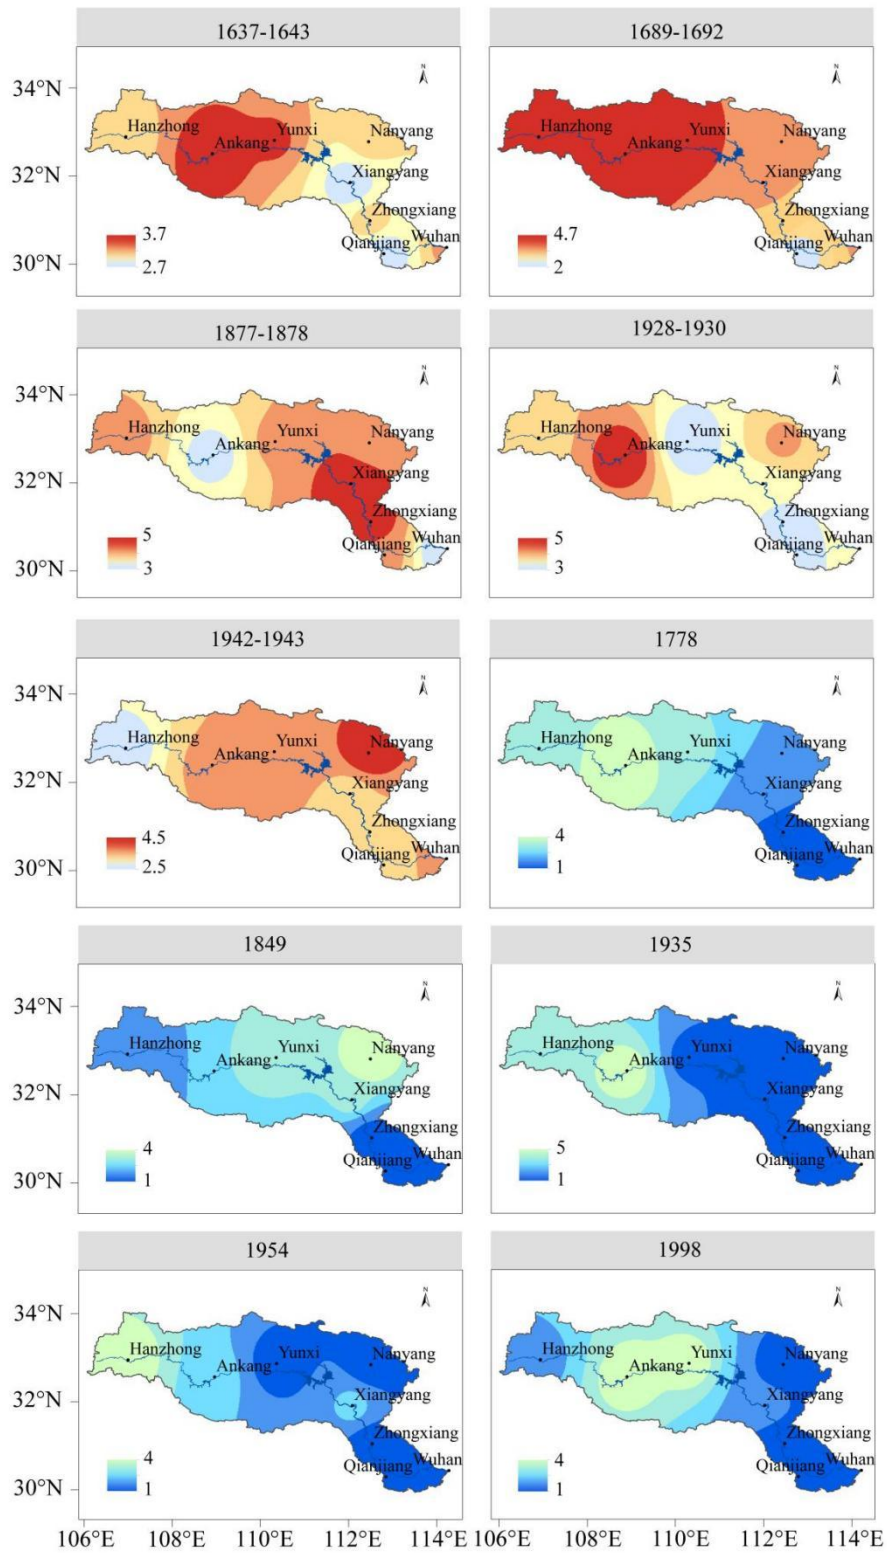 1637-1643
1689-1692
34°N
32°N
30°N
N
Hanzhong
Ankang
Yunxi
Nanyang
Xiangyang
Zhongxiang
Qianjiang
Wuhan
3.7
2.7
N
Hanzhong
Ankang
Yunxi
Nanyang
Xiangyang
Zhongxiang
Qianjiang
Wuhan
4.7
2
1877-1878
1928-1930
34°N
32°N
30°N
N
Hanzhong
Ankang
Yunxi
Nanyang
Xiangyang
Zhongxiang
Qianjiang
Wuhan
5
3
N
Hanzhong
Ankang
Yunxi
Nanyang
Xiangyang
Zhongxiang
Qianjiang
Wuhan
5
3
1942-1943
1778
34°N
32°N
30°N
N
Hanzhong
Ankang
Yunxi
Nanyang
Xiangyang
Zhongxiang
Qianjiang
Wuhan
4.5
2.5
N
Hanzhong
Ankang
Yunxi
Nanyang
Xiangyang
Zhongxiang
Qianjiang
Wuhan
4
1
1849
1935
34°N
32°N
30°N
N
Hanzhong
Ankang
Yunxi
Nanyang
Xiangyang
Zhongxiang
Qianjiang
Wuhan
4
1
N
Hanzhong
Ankang
Yunxi
Nanyang
Xiangyang
Zhongxiang
Qianjiang
Wuhan
5
1
1954
1998
34°N
32°N
30°N
N
Hanzhong
Ankang
Yunxi
Nanyang
Xiangyang
Zhongxiang
Qianjiang
Wuhan
4
1
N
Hanzhong
Ankang
Yunxi
Nanyang
Xiangyang
Zhongxiang
Qianjiang
Wuhan
4
1
106°E 108°E 110°E 112°E 114°E 106°E 108°E 110°E 112°E 114°E